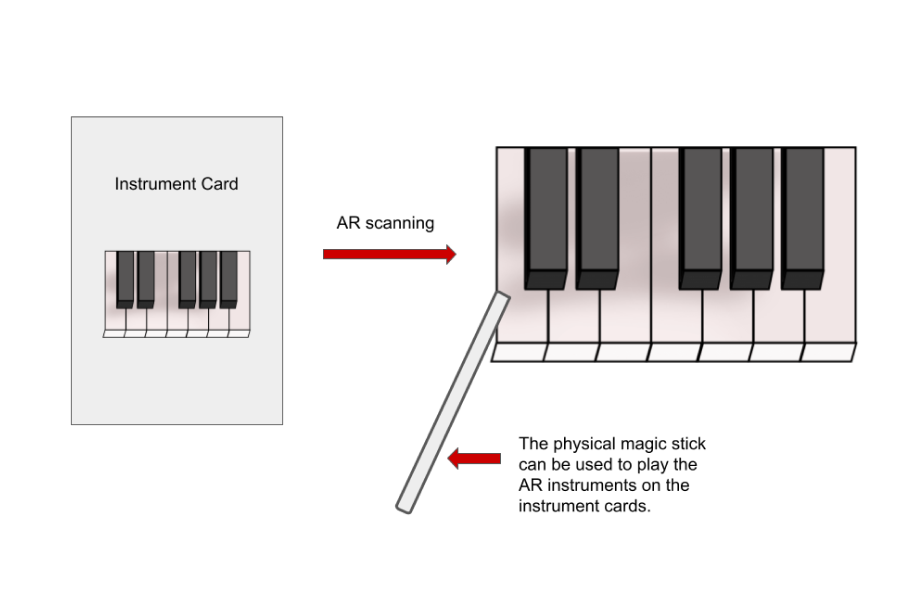 Instrument Card
AR scanning
The physical magic stick
can be used to play the
AR instruments on the
instrument cards.